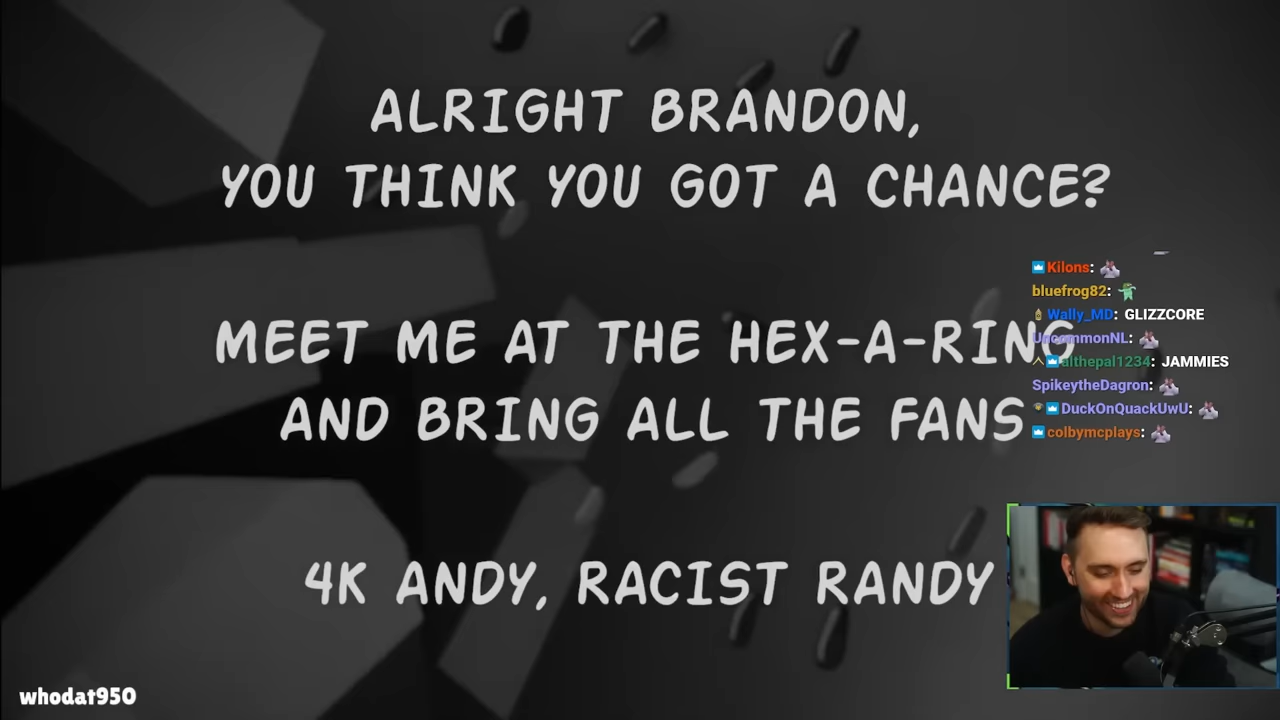 ALRIGHT BRANDON,
YOU THINK YOU GOT A CHANCE?
MEET ME AT THE HEX-A-RING
AND BRING ALL THE FANS
4K ANDY, RACIST RANDY
Kilons:
bluefrog82:
Wally_MD: GLIZZCORE
UncommonNL:
althepal1234: JAMMIES
SpikeytheDagron:
DuckOnQuackUwU:
colbymcplays:
whodat950